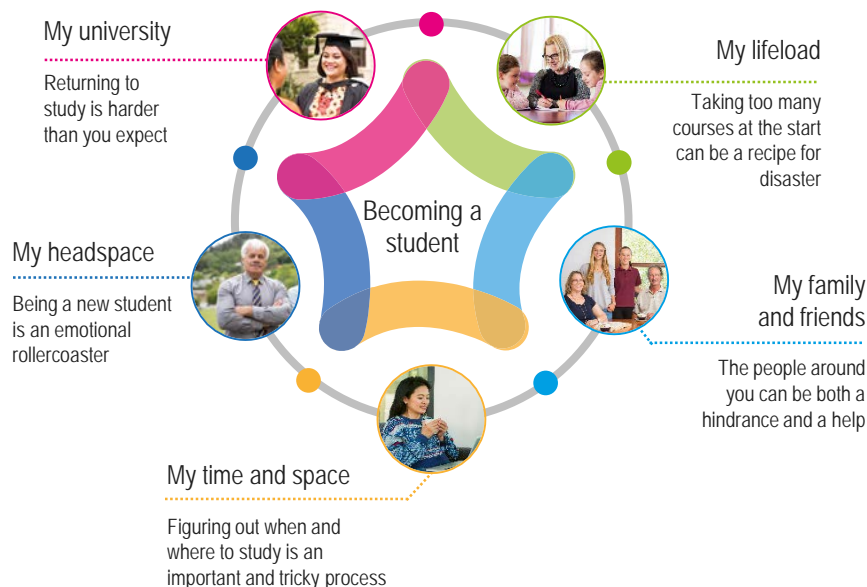 My university
Returning to
study is harder
than you expect
My lifeload
Taking too many
courses at the start
can be a recipe for
disaster
Becoming a
student
My headspace
Being a new student
is an emotional
rollercoaster
My family
and friends
The people around
you can be both a
hindrance and a help
My time and space
Figuring out when and
where to study is an
important and tricky process